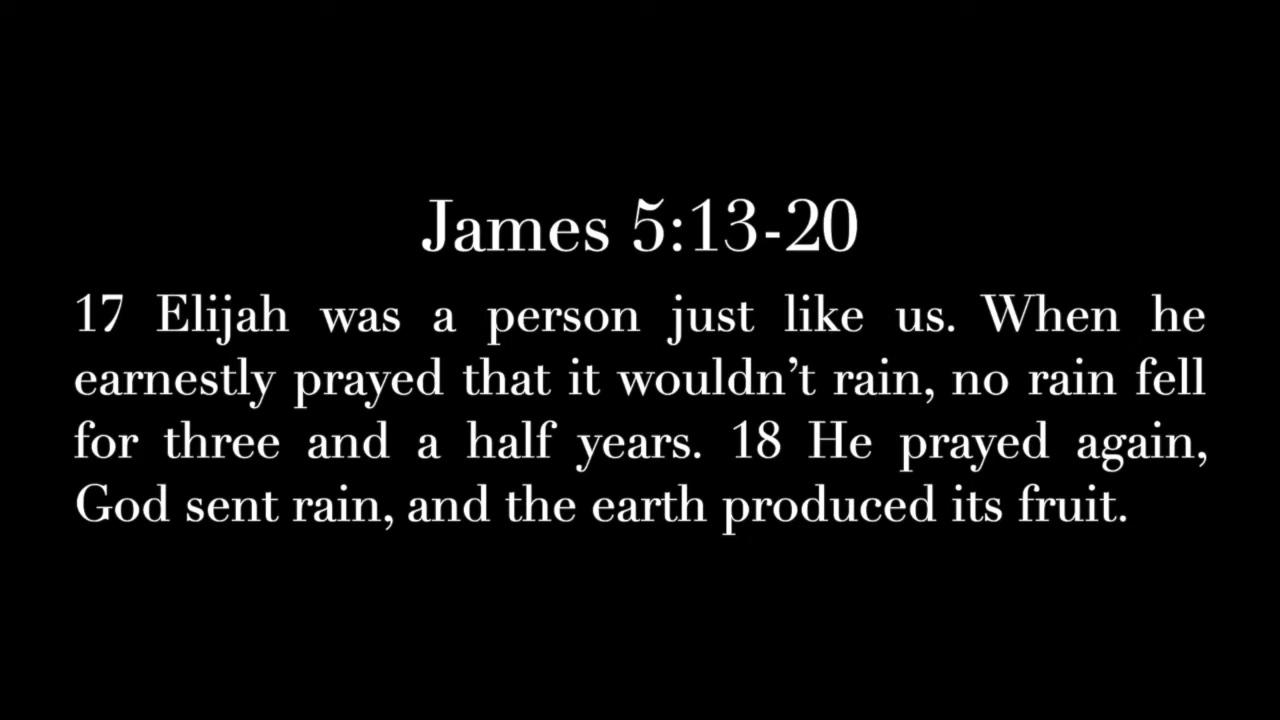 James 5:13-20
17 Elijah was a person just like us. When he
earnestly prayed that it wouldn’t rain, no rain fell
for three and a half years. 18 He prayed again,
God sent rain, and the earth produced its fruit.